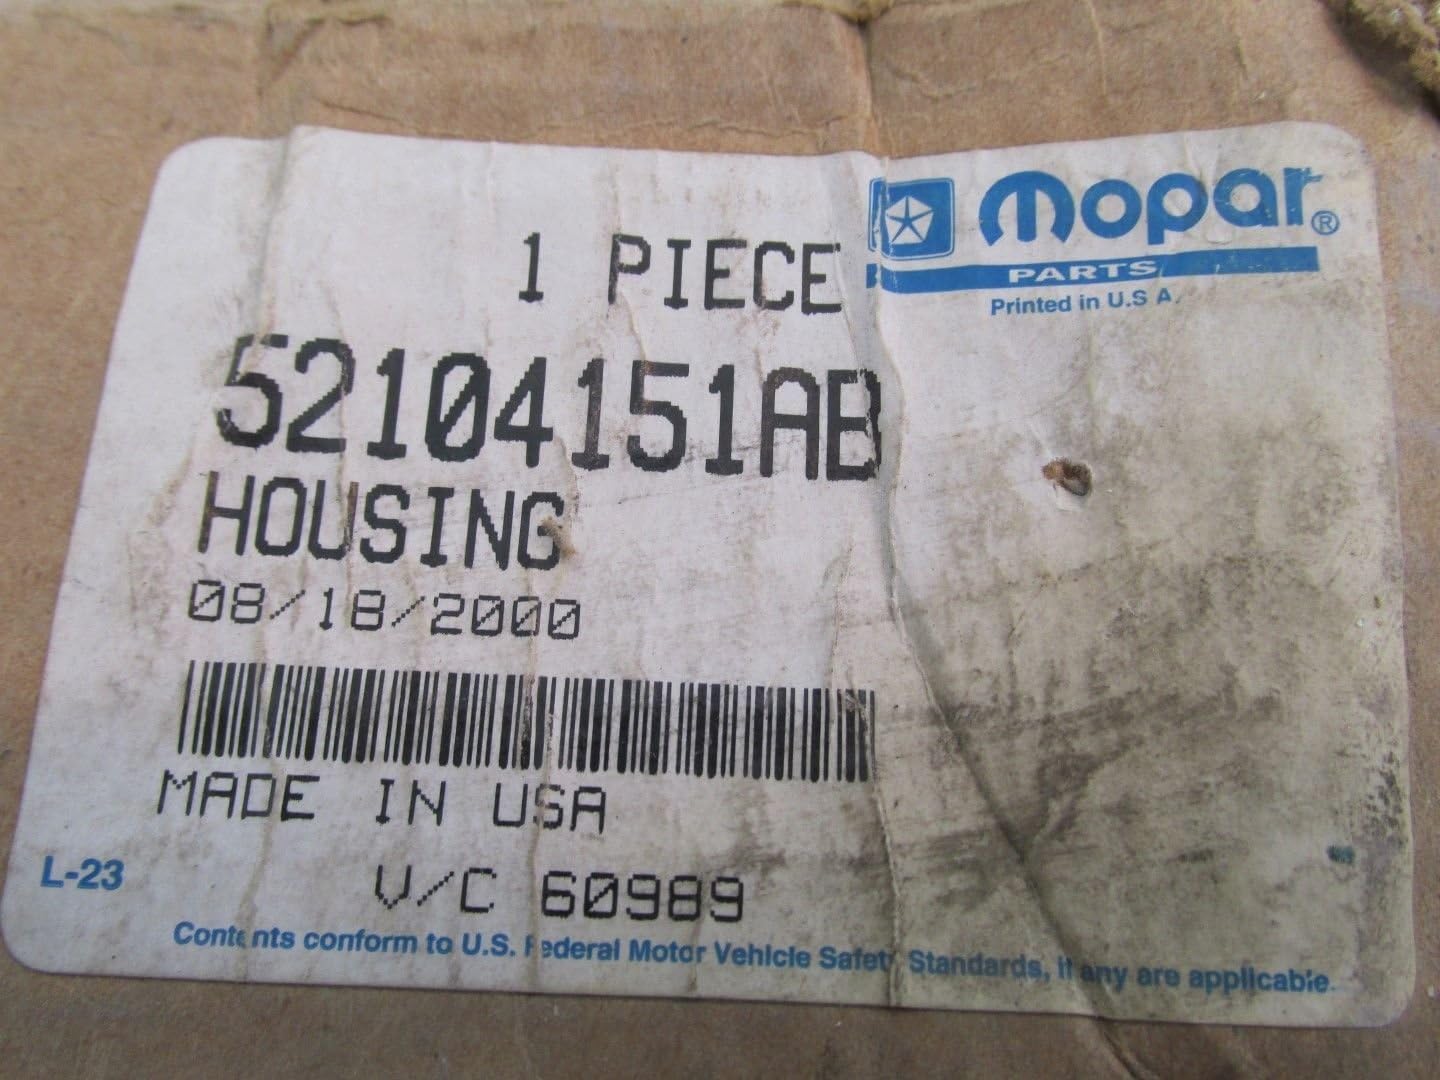 Mopar®
PARTS
Printed in U.S A.
1 PIECE
52104151AB
HOUSING
08/18/2000
MADE IN USA
V/C 60989
L-23
Contents conform to U.S. Federal Motor Vehicle Safety Standards, if any are applicable.